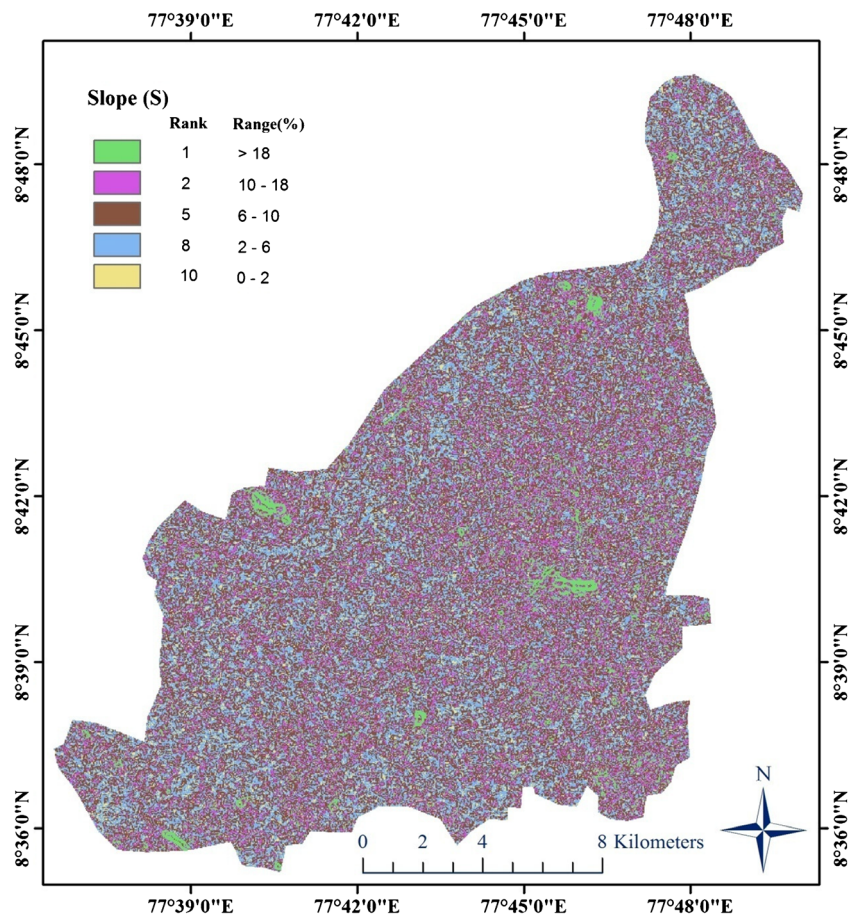 77°39'0"E 77°42'0"E 77°45'0"E 77°48'0"E
Slope (S)
Rank Range(%)
1 > 18
2 10 - 18
5 6 - 10
8 2 - 6
10 0 - 2
8°48'0"N 8°48'0"N
8°45'0"N 8°45'0"N
8°42'0"N 8°42'0"N
8°39'0"N 8°39'0"N
8°36'0"N 8°36'0"N
N
0 2 4 8 Kilometers
77°39'0"E 77°42'0"E 77°45'0"E 77°48'0"E